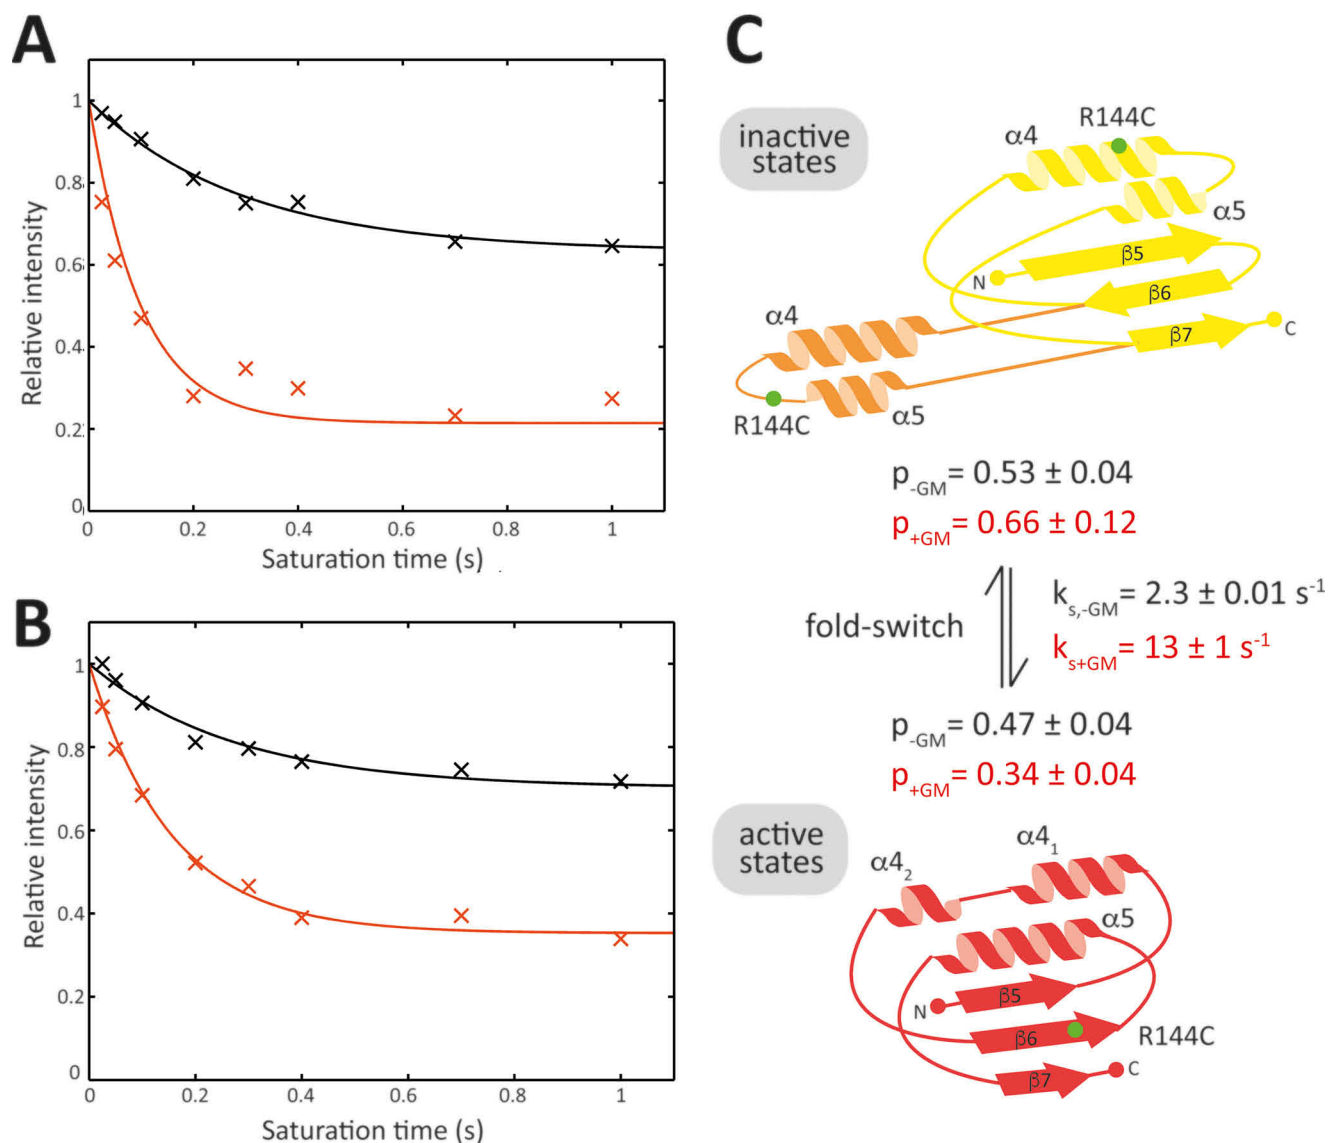 A
Relative intensity
1
0.8
0.6
0.4
0.2
0
0 0.2 0.4 0.6 0.8 1
Saturation time (s)
B
Relative intensity
1
0.8
0.6
0.4
0.2
0
0 0.2 0.4 0.6 0.8 1
Saturation time (s)
C
inactive
states
R144C
α4
α5
β5
N
β6
β7
C
α4
R144C
α5
p-GM= 0.53 ± 0.04
p+GM= 0.66 ± 0.12
fold-switch
ks,-GM= 2.3 ± 0.01 s-1
ks+GM= 13 ± 1 s-1
p-GM= 0.47 ± 0.04
p+GM= 0.34 ± 0.04
active
states
α42
α41
α5
N
β5
β6
R144C
β7
C